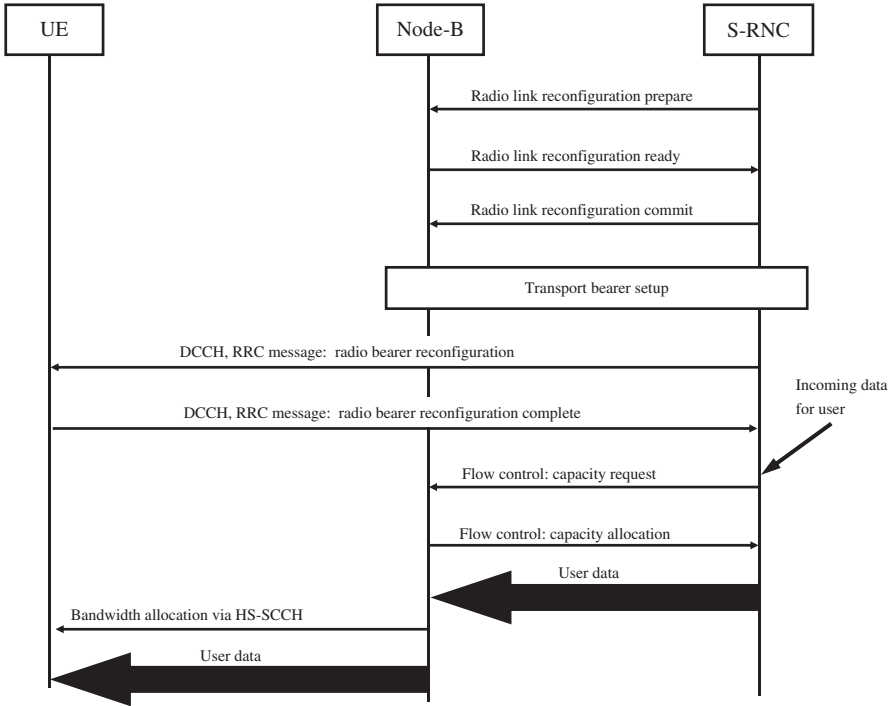 UE
Node-B
S-RNC
Radio link reconfiguration prepare
Radio link reconfiguration ready
Radio link reconfiguration commit
Transport bearer setup
DCCH, RRC message: radio bearer reconfiguration
Incoming data
for user
DCCH, RRC message: radio bearer reconfiguration complete
Flow control: capacity request
Flow control: capacity allocation
User data
Bandwidth allocation via HS-SCCH
User data